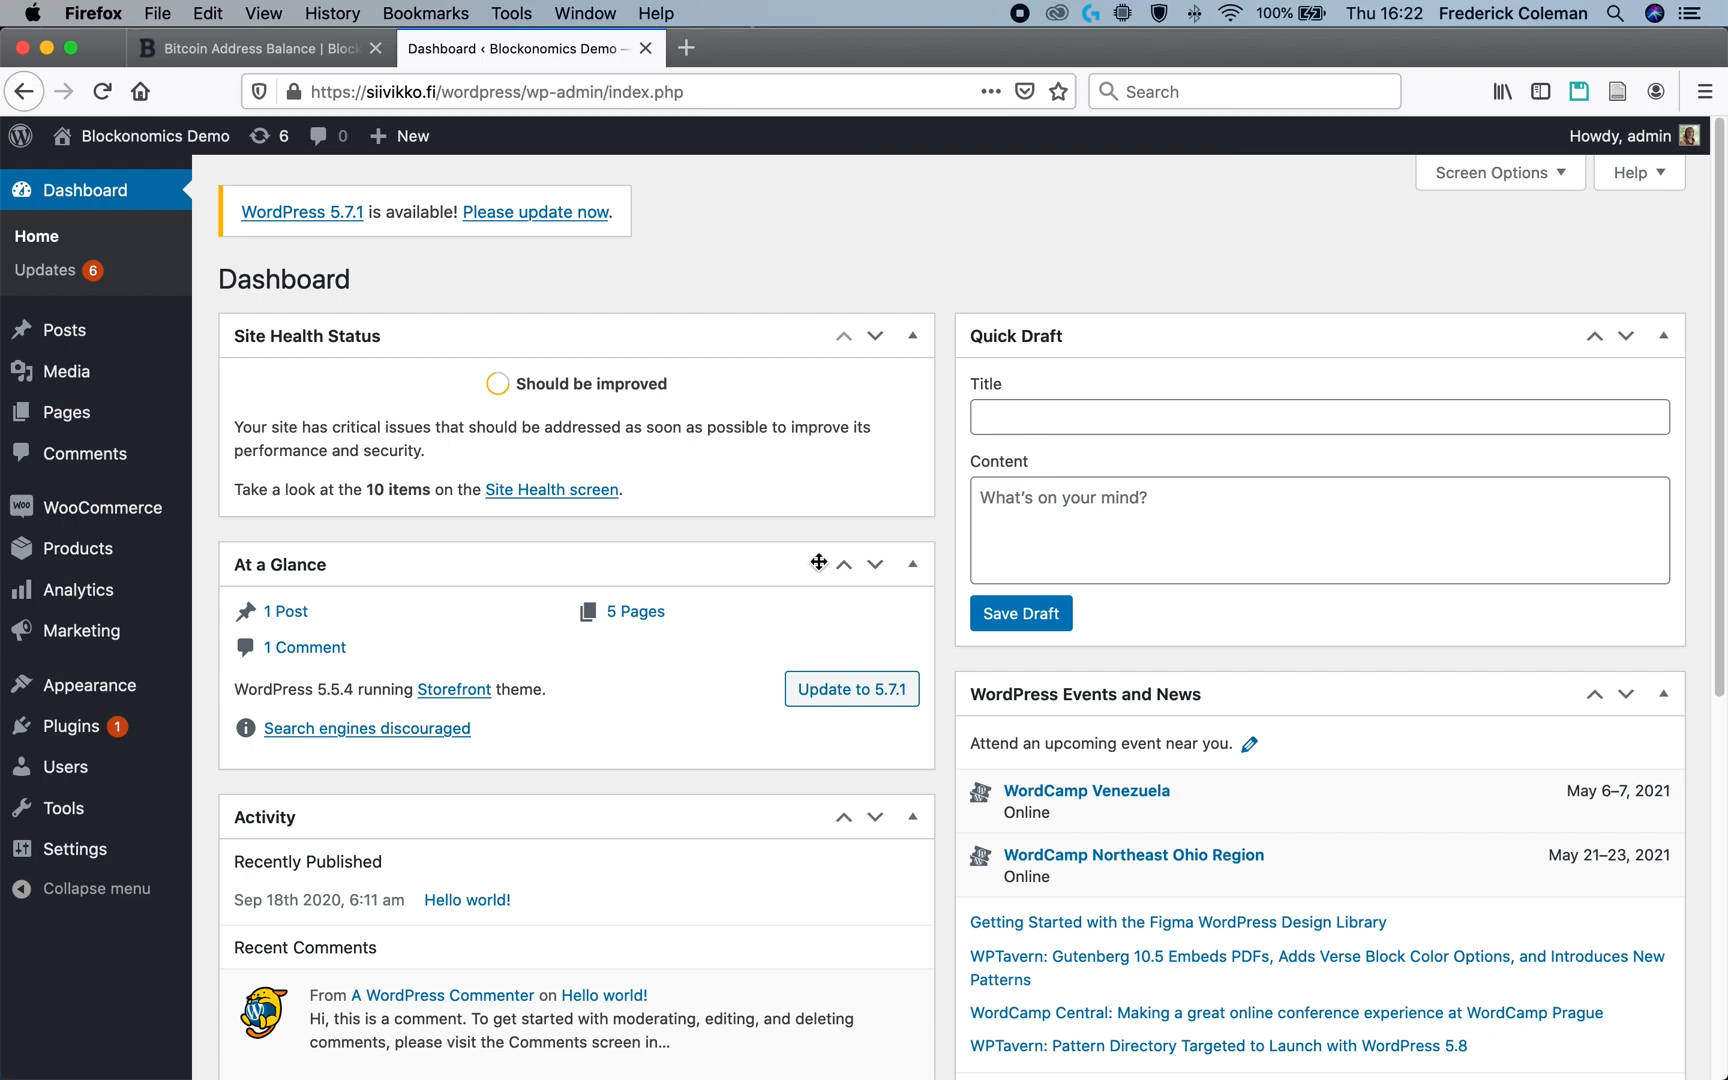 Firefox File Edit View History Bookmarks Tools Window Help 100% Thu 16:22 Frederick Coleman
Bitcoin Address Balance | Block
Dashboard ‹ Blockonomics Demo —
https://siivikko.fi/wordpress/wp-admin/index.php
Search
Blockonomics Demo 6 0 New
Howdy, admin
Dashboard
Home
Updates 6
Posts
Media
Pages
Comments
WooCommerce
Products
Analytics
Marketing
Appearance
Plugins 1
Users
Tools
Settings
Collapse menu
Screen Options
Help
WordPress 5.7.1 is available! Please update now.
Dashboard
Site Health Status
Should be improved
Your site has critical issues that should be addressed as soon as possible to improve its
performance and security.
Take a look at the 10 items on the Site Health screen.
At a Glance
1 Post
5 Pages
1 Comment
WordPress 5.5.4 running Storefront theme.
Update to 5.7.1
Search engines discouraged
Activity
Recently Published
Sep 18th 2020, 6:11 am Hello world!
Recent Comments
From A WordPress Commenter on Hello world!
Hi, this is a comment. To get started with moderating, editing, and deleting
comments, please visit the Comments screen in...
Quick Draft
Title
Content
What's on your mind?
Save Draft
WordPress Events and News
Attend an upcoming event near you.
WordCamp Venezuela May 6–7, 2021
Online
WordCamp Northeast Ohio Region May 21–23, 2021
Online
Getting Started with the Figma WordPress Design Library
WPTavern: Gutenberg 10.5 Embeds PDFs, Adds Verse Block Color Options, and Introduces New
Patterns
WordCamp Central: Making a great online conference experience at WordCamp Prague
WPTavern: Pattern Directory Targeted to Launch with WordPress 5.8